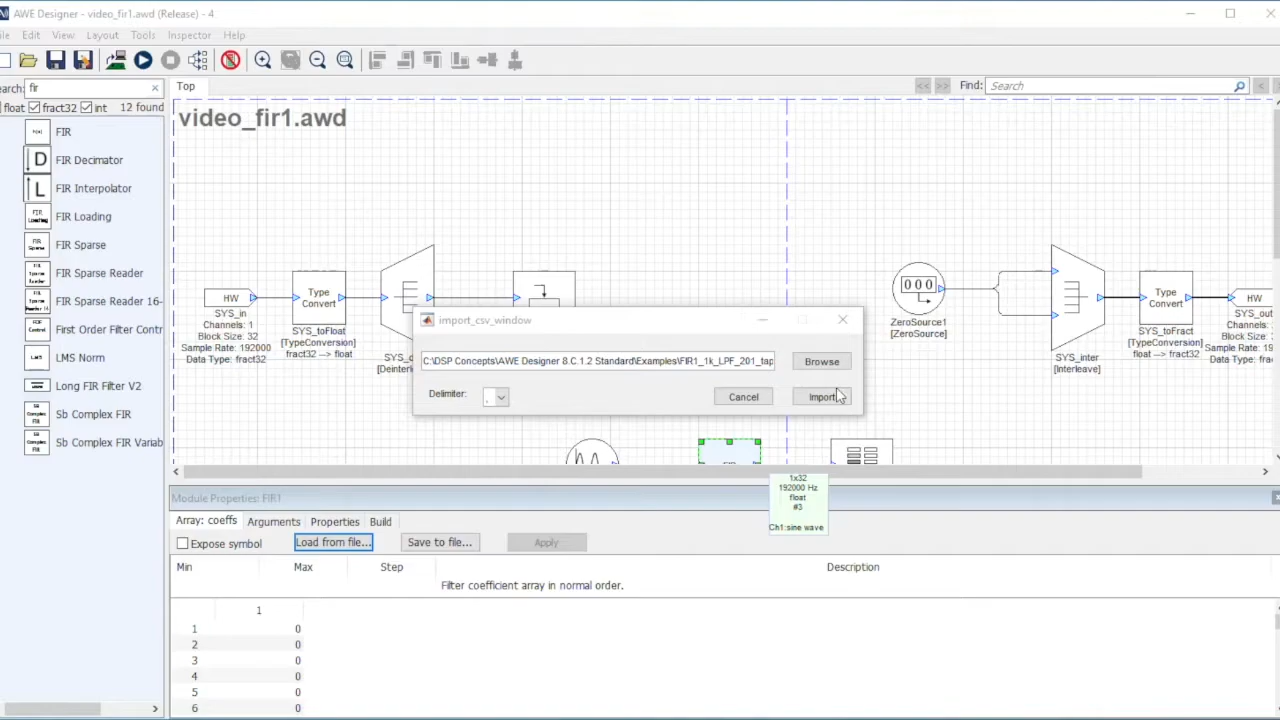 AWE Designer - video_fir1.awd (Release) - 4
Edit View Layout Tools Inspector Help
fir
float fract32 int 12 found
FIR
FIR Decimator
FIR Interpolator
FIR Loading
FIR Sparse
FIR Sparse Reader
FIR Sparse Reader 16-
First Order Filter Contr
LMS Norm
Long FIR Filter V2
Sb Complex FIR
Sb Complex FIR Variab
Top
<< >> Find: Search
video_fir1.awd
HW
SYS_in
Channels: 1
Block Size: 32
Sample Rate: 192000
Data Type: fract32
Type
Convert
SYS_toFloat
[TypeConversion]
fract32 --> float
000
ZeroSource1
[ZeroSource]
SYS_inter
[Interleave]
Type
Convert
SYS_toFract
[TypeConversion]
float --> fract32
HW
Channels: 
Block Size: 
import_csv_window
C:\DSP Concepts\AWE Designer 8.C.1.2 Standard\Examples\FIR1_1k_LPF_201_tap
Browse
Delimiter: ,
Cancel
Import
1x32
192000 Hz
float
#3
Ch1:sine wave
Module Properties: FIR1
Array: coeffs Arguments Properties Build
Expose symbol Load from file... Save to file... Apply
Min Max Step Description
Filter coefficient array in normal order.
1
1 0
2 0
3 0
4 0
5 0
6 0